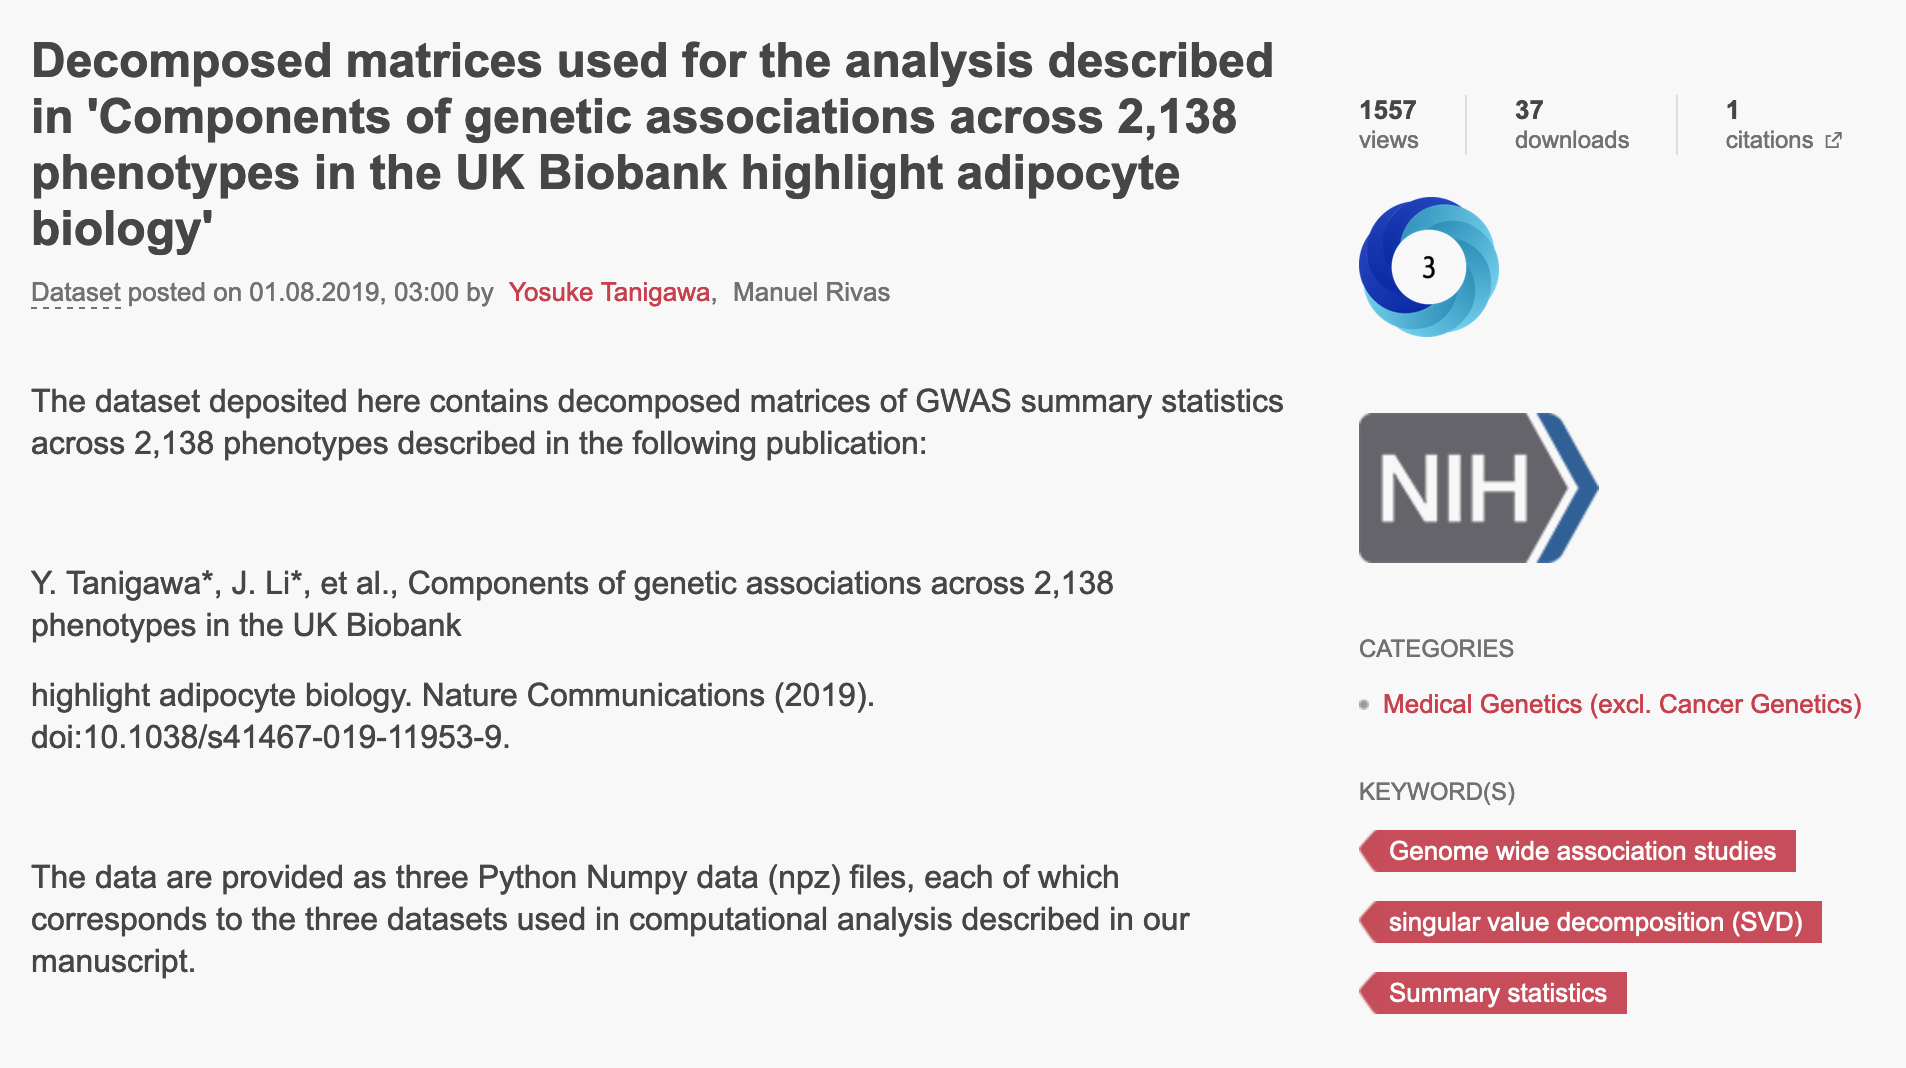 Decomposed matrices used for the analysis described
in 'Components of genetic associations across 2,138
phenotypes in the UK Biobank highlight adipocyte
biology'
Dataset posted on 01.08.2019, 03:00 by Yosuke Tanigawa, Manuel Rivas
The dataset deposited here contains decomposed matrices of GWAS summary statistics
across 2,138 phenotypes described in the following publication:
Y. Tanigawa*, J. Li*, et al., Components of genetic associations across 2,138
phenotypes in the UK Biobank
highlight adipocyte biology. Nature Communications (2019).
doi:10.1038/s41467-019-11953-9.
The data are provided as three Python Numpy data (npz) files, each of which
corresponds to the three datasets used in computational analysis described in our
manuscript.
1557 37 1
views downloads citations
3
NIH
CATEGORIES
Medical Genetics (excl. Cancer Genetics)
KEYWORD(S)
Genome wide association studies
singular value decomposition (SVD)
Summary statistics